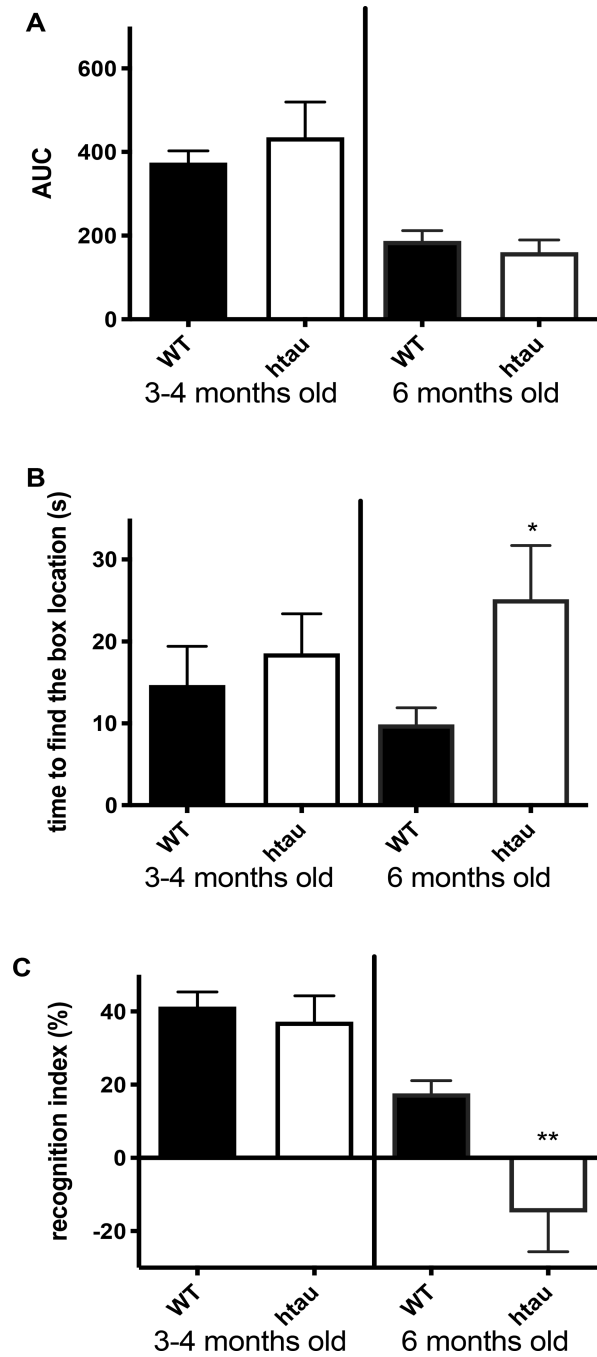 A
AUC
600
400
200
0
WT
htau
WT
htau
3-4 months old
6 months old
B
time to find the box location (s)
30
20
10
0
*
WT
htau
WT
htau
3-4 months old
6 months old
C
recognition index (%)
40
20
0
-20
**
WT
htau
WT
htau
3-4 months old
6 months old